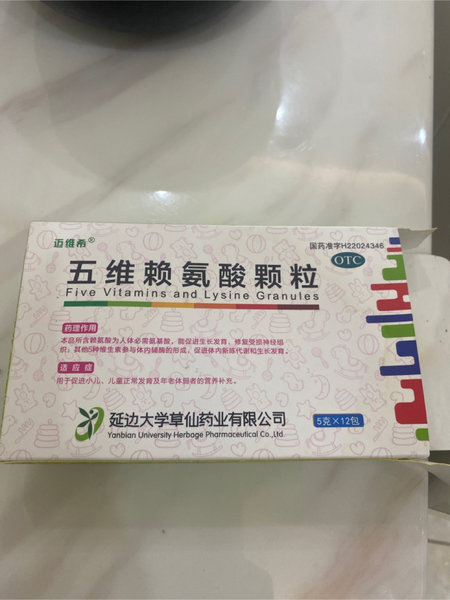 迈维希®
国药准字H22024346
OTC
五维赖氨酸颗粒
Five Vitamins and Lysine Granules
药理作用
本品所含赖氨酸为人体必需氨基酸，能促进生长发育，修复受损神经组
织；其他5种维生素参与体内辅酶的形成，促进体内新陈代谢和生长发育。
适应症
用于促进小儿、儿童正常发育及年老体弱者的营养补充。
延边大学草仙药业有限公司
Yanbian University Herbage Pharmaceutical Co.,Ltd.
5克×12包